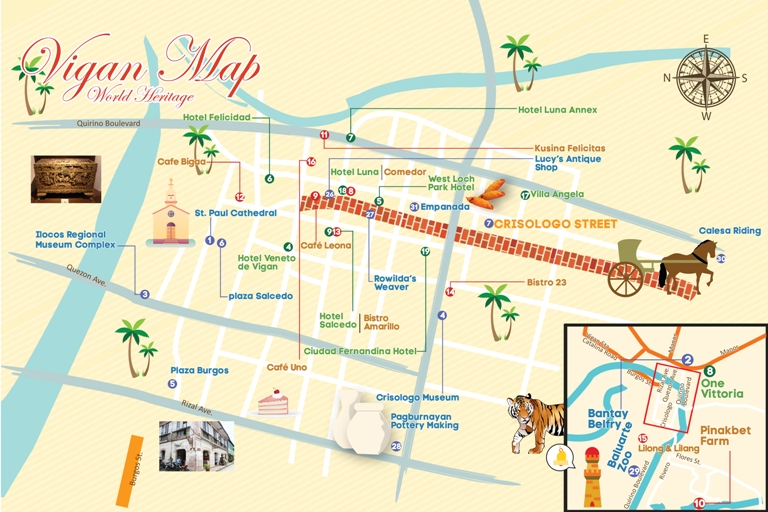 Vigan Map
World Heritage
E
N
S
W
Quirino Boulevard
Hotel Felicidad
Hotel Luna Annex
11
7
Kusina Felicitas
Cafe Bigaa
16
Lucy's Antique
Shop
Hotel Luna
Comedor
6
West Loch
Park Hotel
12
9
26
18
8
5
17
Villa Angela
31
Empanada
St. Paul Cathedral
27
7
CRISOLOGO STREET
Calesa Riding
Ilocos Regional
Museum Complex
1
6
9
13
Café Leona
4
19
30
Hotel Veneto
de Vigan
Quezon Ave.
Rowilda's
Weaver
Bistro 23
14
3
plaza Salcedo
4
Hotel
Salcedo
Bistro
Amarillo
Ciudad Fernandina Hotel
Plaza Burgos
Café Uno
5
Crisologo Museum
Rizal Ave.
Pagburnayan
Pottery Making
28
Burgos St.
Catalina Road
Manos
2
8
Burgos St.
Rizal Ave.
Quezon Ave.
Quirino
Boulevard
Crisologo
One
Vittoria
Bantay
Belfry
Pinakbet
Farm
15
Lilong & Lilang
Baluarte
Zoo
29
Flores St.
Rivero
Quirino Boulevard
10